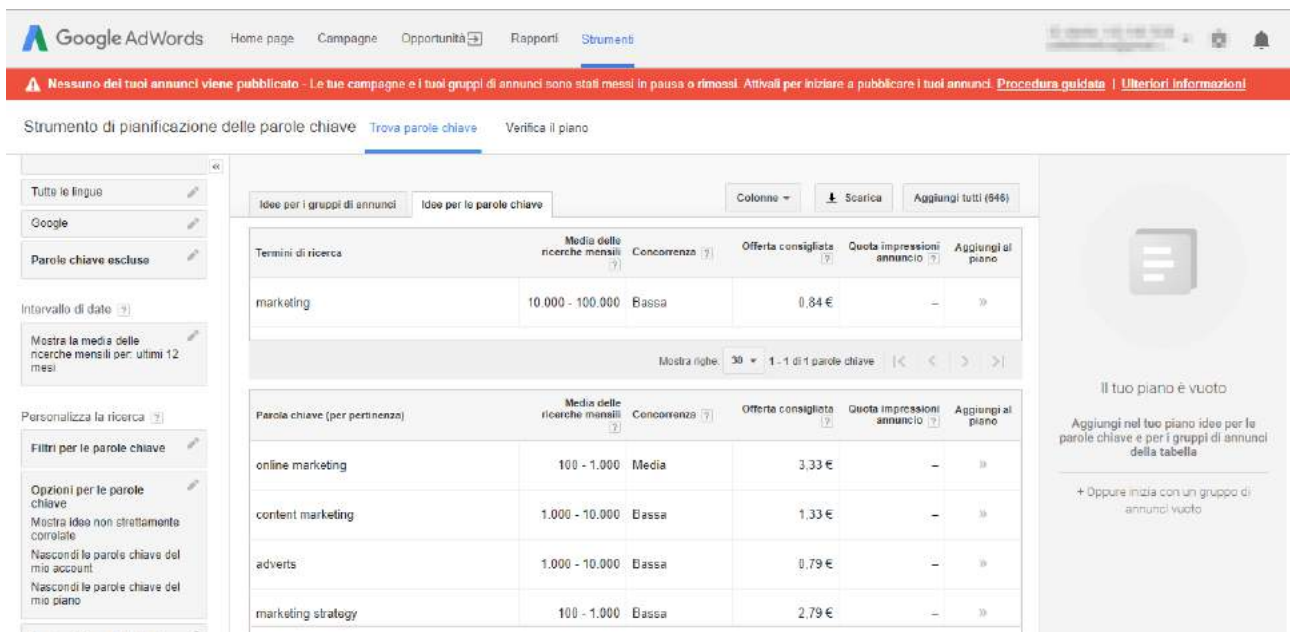 Google AdWords Home page Campagne Opportunità Rapporti Strumenti
Nessuno dei tuoi annunci viene pubblicato - Le tue campagne e i tuoi gruppi di annunci sono stati messi in pausa o rimossi. Attivali per iniziare a pubblicare i tuoi annunci. Procedura guidata | Ulteriori informazioni
Strumento di pianificazione delle parole chiave Trova parole chiave Verifica il piano
«
Tutte le lingue
Google
Parole chiave escluse
Intervallo di date ?
Mostra la media delle
ricerche mensili per: ultimi 12
mesi
Personalizza la ricerca ?
Filtri per le parole chiave
Opzioni per le parole
chiave
Mostra idee non strettamente
correlate
Nascondi le parole chiave del
mio account
Nascondi le parole chiave del
mio piano
Idee per i gruppi di annunci Idee per le parole chiave Colonne Scarica Aggiungi tutti (646)
Termini di ricerca Media delle ricerche mensili ? Concorrenza ? Offerta consigliata ? Quota impressioni annuncio ? Aggiungi al piano
marketing 10.000 - 100.000 Bassa 0,84 € – »
Mostra righe: 30 1 - 1 di 1 parole chiave |< < > >|
Parola chiave (per pertinenza) Media delle ricerche mensili ? Concorrenza ? Offerta consigliata ? Quota impressioni annuncio ? Aggiungi al piano
online marketing 100 - 1.000 Media 3,33 € – »
content marketing 1.000 - 10.000 Bassa 1,33 € – »
adverts 1.000 - 10.000 Bassa 0,79 € – »
marketing strategy 100 - 1.000 Bassa 2,79 € – »
Il tuo piano è vuoto
Aggiungi nel tuo piano idee per le
parole chiave e per i gruppi di annunci
della tabella
+ Oppure inizia con un gruppo di
annunci vuoto